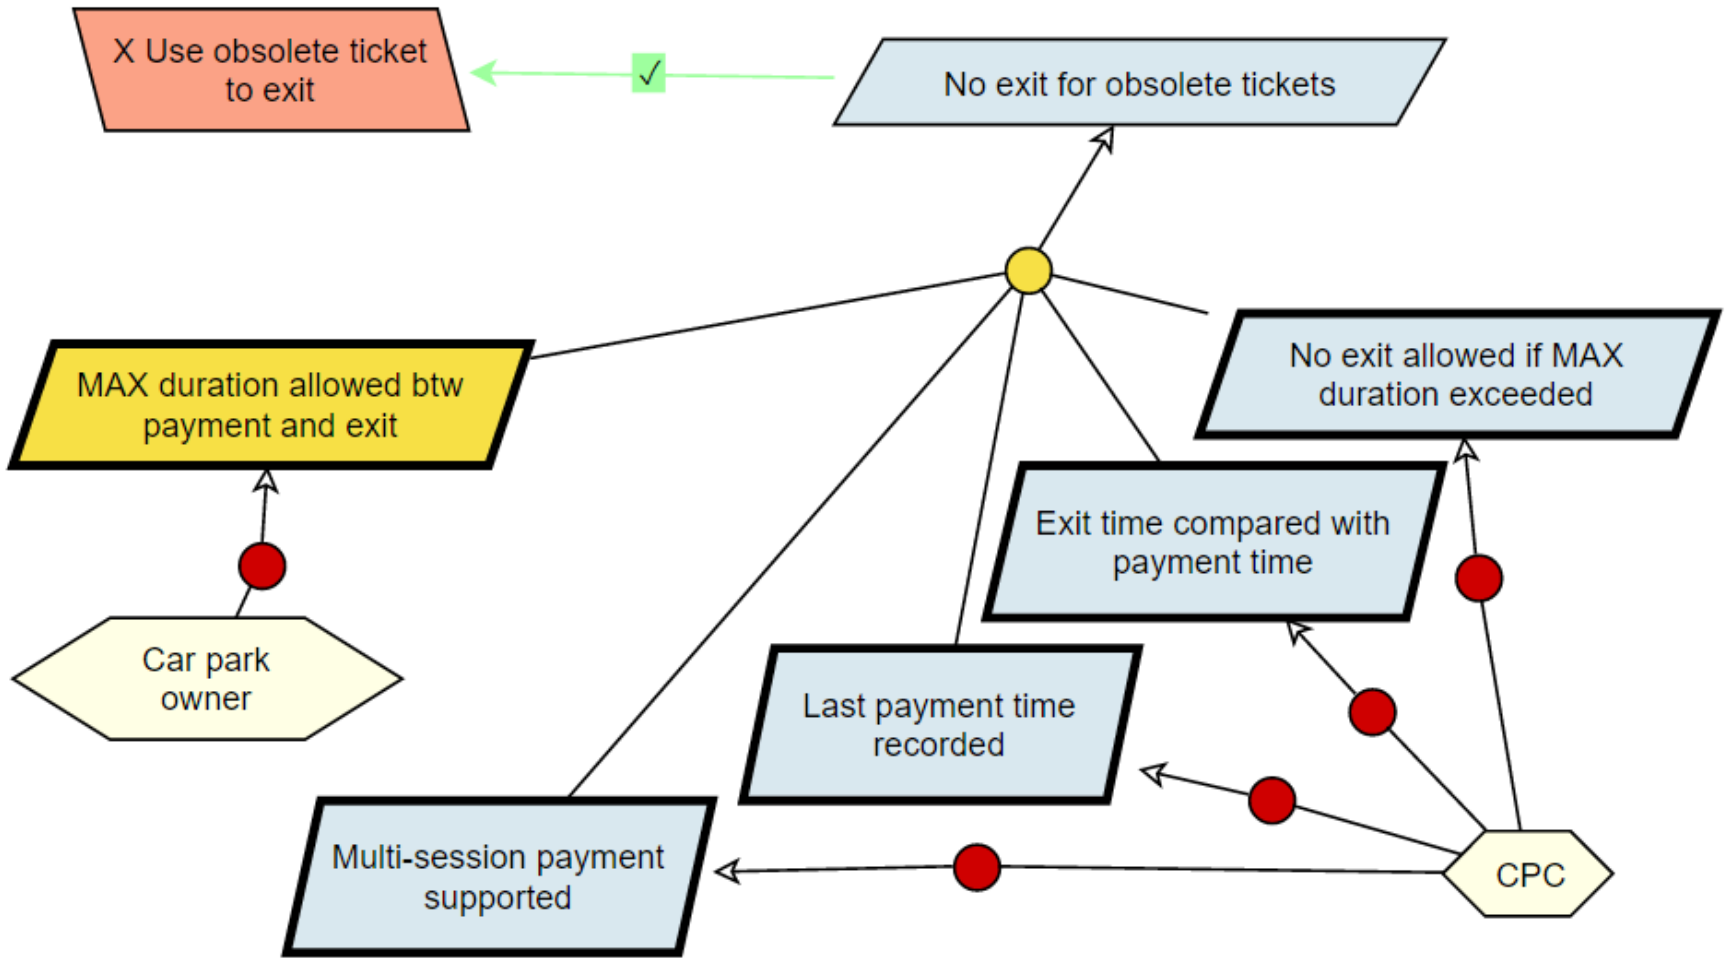 X Use obsolete ticket
to exit
✓
No exit for obsolete tickets
MAX duration allowed btw
payment and exit
No exit allowed if MAX
duration exceeded
Exit time compared with
payment time
Car park
owner
Last payment time
recorded
Multi-session payment
supported
CPC